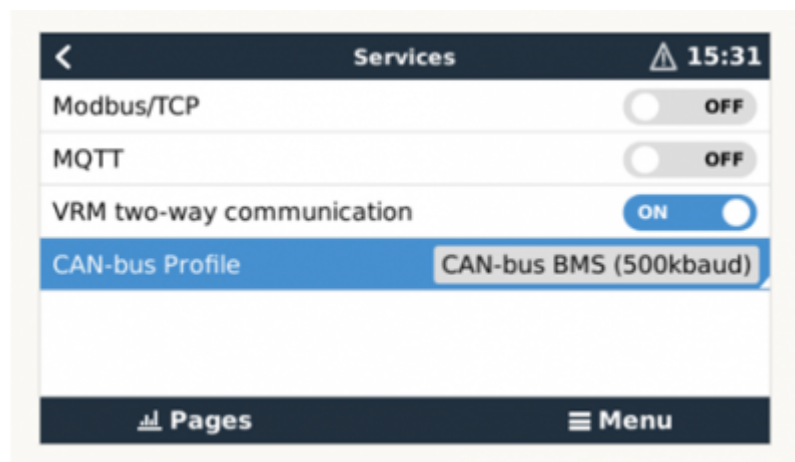 Services 15:31
Modbus/TCP OFF
MQTT OFF
VRM two-way communication ON
CAN-bus Profile CAN-bus BMS (500kbaud)
Pages Menu